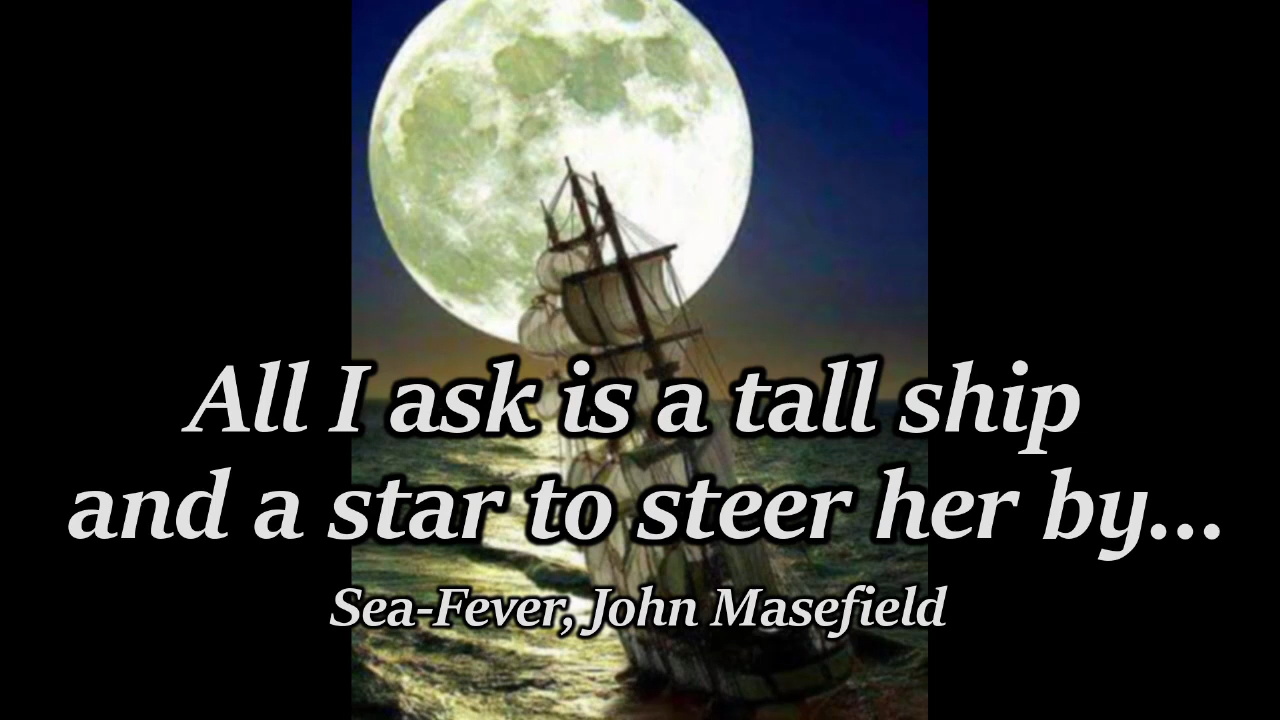 All I ask is a tall ship
and a star to steer her by...
Sea-Fever, John Masefield